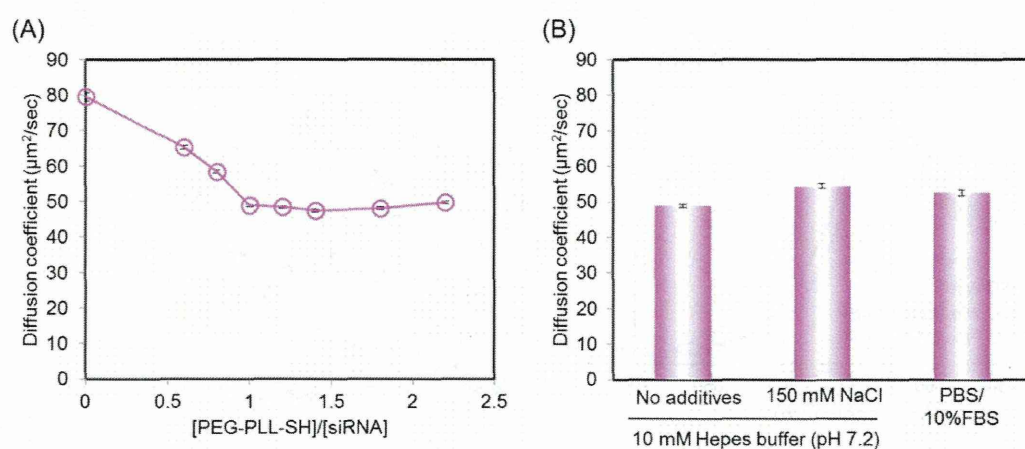 (A)
90
80
70
60
50
40
30
20
10
0
Diffusion coefficient (µm²/sec)
0
0.5
1
1.5
2
2.5
[PEG-PLL-SH]/[siRNA]
(B)
90
80
70
60
50
40
30
20
10
0
Diffusion coefficient (µm²/sec)
No additives
150 mM NaCl
PBS/
10%FBS
10 mM Hepes buffer (pH 7.2)